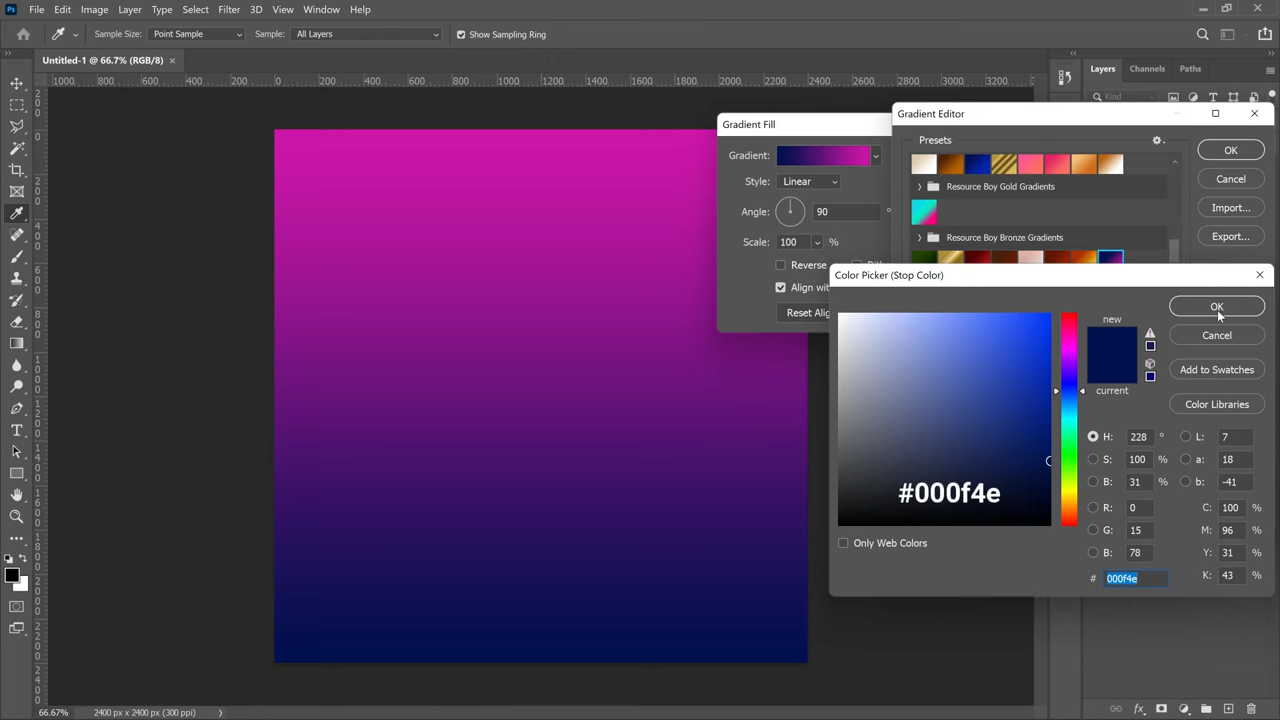 Ps File Edit Image Layer Type Select Filter 3D View Window Help
Sample Size: Point Sample Sample: All Layers Show Sampling Ring
Untitled-1 @ 66.7% (RGB/8)
1000 800 600 400 200 0 200 400 600 800 1000 1200 1400 1600 1800 2000 2200 2400 2600 2800 3000 3200
Layers Channels Paths
Kind
Gradient Fill
Gradient:
Style: Linear
Angle: 90 °
Scale: 100 %
Reverse
Align wit
Reset Alig
Gradient Editor
Presets
Resource Boy Gold Gradients
Resource Boy Bronze Gradients
OK
Cancel
Import...
Export...
Color Picker (Stop Color)
new
current
OK
Cancel
Add to Swatches
Color Libraries
H: 228 ° L: 7
S: 100 % a: 18
B: 31 % b: -41
R: 0 C: 100 %
G: 15 M: 96 %
B: 78 Y: 31 %
# 000f4e K: 43 %
#000f4e
Only Web Colors
66.67% 2400 px x 2400 px (300 ppi)